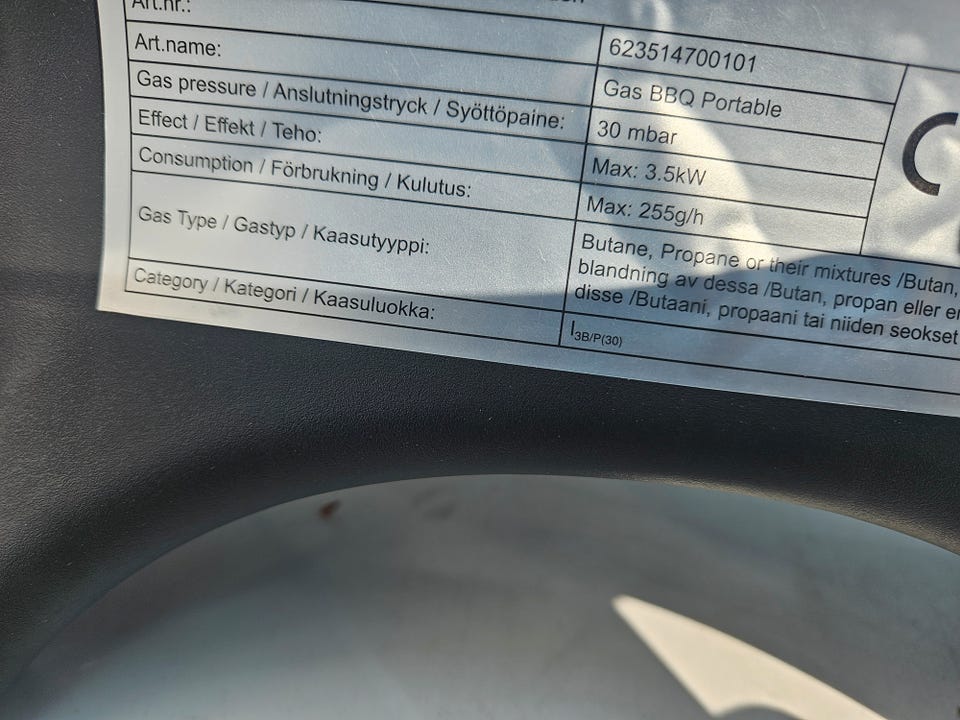 Art.nr.: 623514700101
Art.name: Gas BBQ Portable
Gas pressure / Anslutningstryck / Syöttöpaine: 30 mbar
Effect / Effekt / Teho: Max: 3.5kW
Consumption / Förbrukning / Kulutus: Max: 255g/h
Gas Type / Gastyp / Kaasutyyppi: Butane, Propane or their mixtures /Butan,
blandning av dessa /Butan, propan eller
disse /Butaani, propaani tai niiden seokset
Category / Kategori / Kaasuluokka: I3B/P(30)